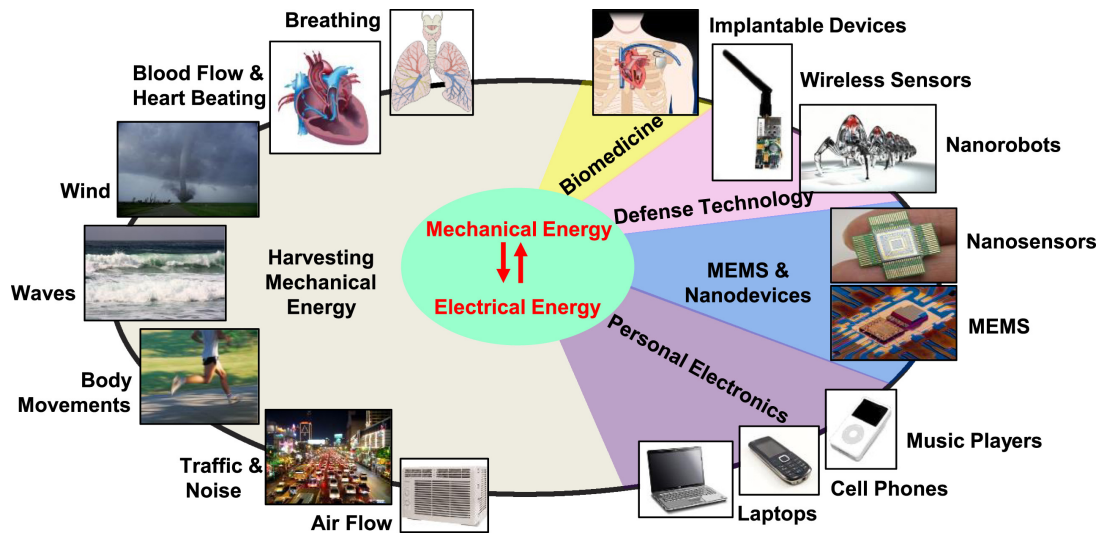 Breathing
Implantable Devices
Blood Flow &
Heart Beating
Wireless Sensors
Nanorobots
Biomedicine
Wind
Defense Technology
Mechanical Energy
Nanosensors
Harvesting
Mechanical
Energy
MEMS &
Nanodevices
Waves
Electrical Energy
MEMS
Personal Electronics
Body
Movements
Music Players
Traffic &
Noise
Cell Phones
Laptops
Air Flow